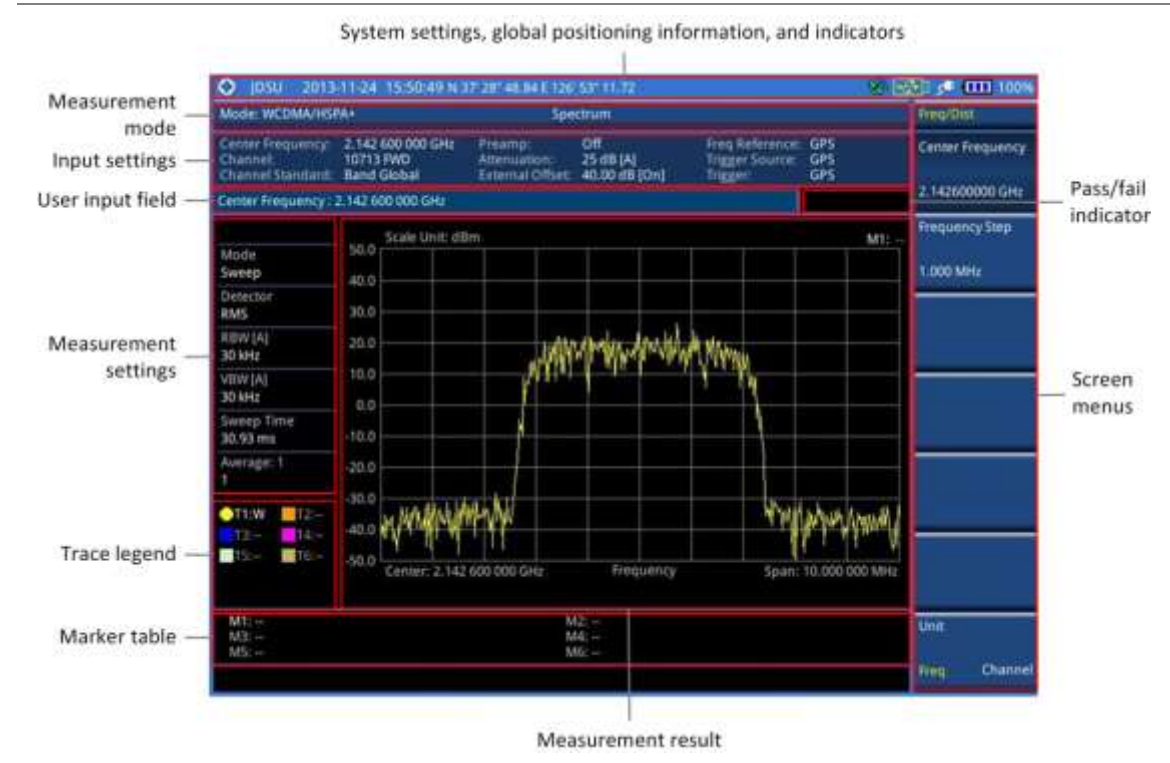 System settings, global positioning information, and indicators
JDSU 2013-11-24 15:50:49 N 37° 28" 48.84 E 126° 53" 11.72 100%
Measurement
mode
Mode: WCDMA/HSPA+ Spectrum
Freq/Dist
Input settings
Center Frequency: 2.142 600 000 GHz Preamp: Off Freq Reference: GPS
Channel: 10713 FWD Attenuation: 25 dB [A] Trigger Source: GPS
Channel Standard: Band Global External Offset: 40.00 dB [On] Trigger: GPS
Center Frequency
2.142600000 GHz
User input field
Center Frequency : 2.142 600 000 GHz
Pass/fail
indicator
Frequency Step
1.000 MHz
Measurement
settings
Mode
Sweep
Detector
RMS
RBW [A]
30 kHz
VBW [A]
30 kHz
Sweep Time
30.93 ms
Average: 1
1
Scale Unit: dBm M1: --
50.0
40.0
30.0
20.0
10.0
0.0
-10.0
-20.0
-30.0
-40.0
-50.0
Center: 2.142 600 000 GHz Frequency Span: 10.000 000 MHz
Screen
menus
Trace legend
T1:W T2:--
T3:-- T4:--
T5:-- T6:--
Marker table
M1: -- M2: --
M3: -- M4: --
M5: -- M6: --
Unit
Freq Channel
Measurement result